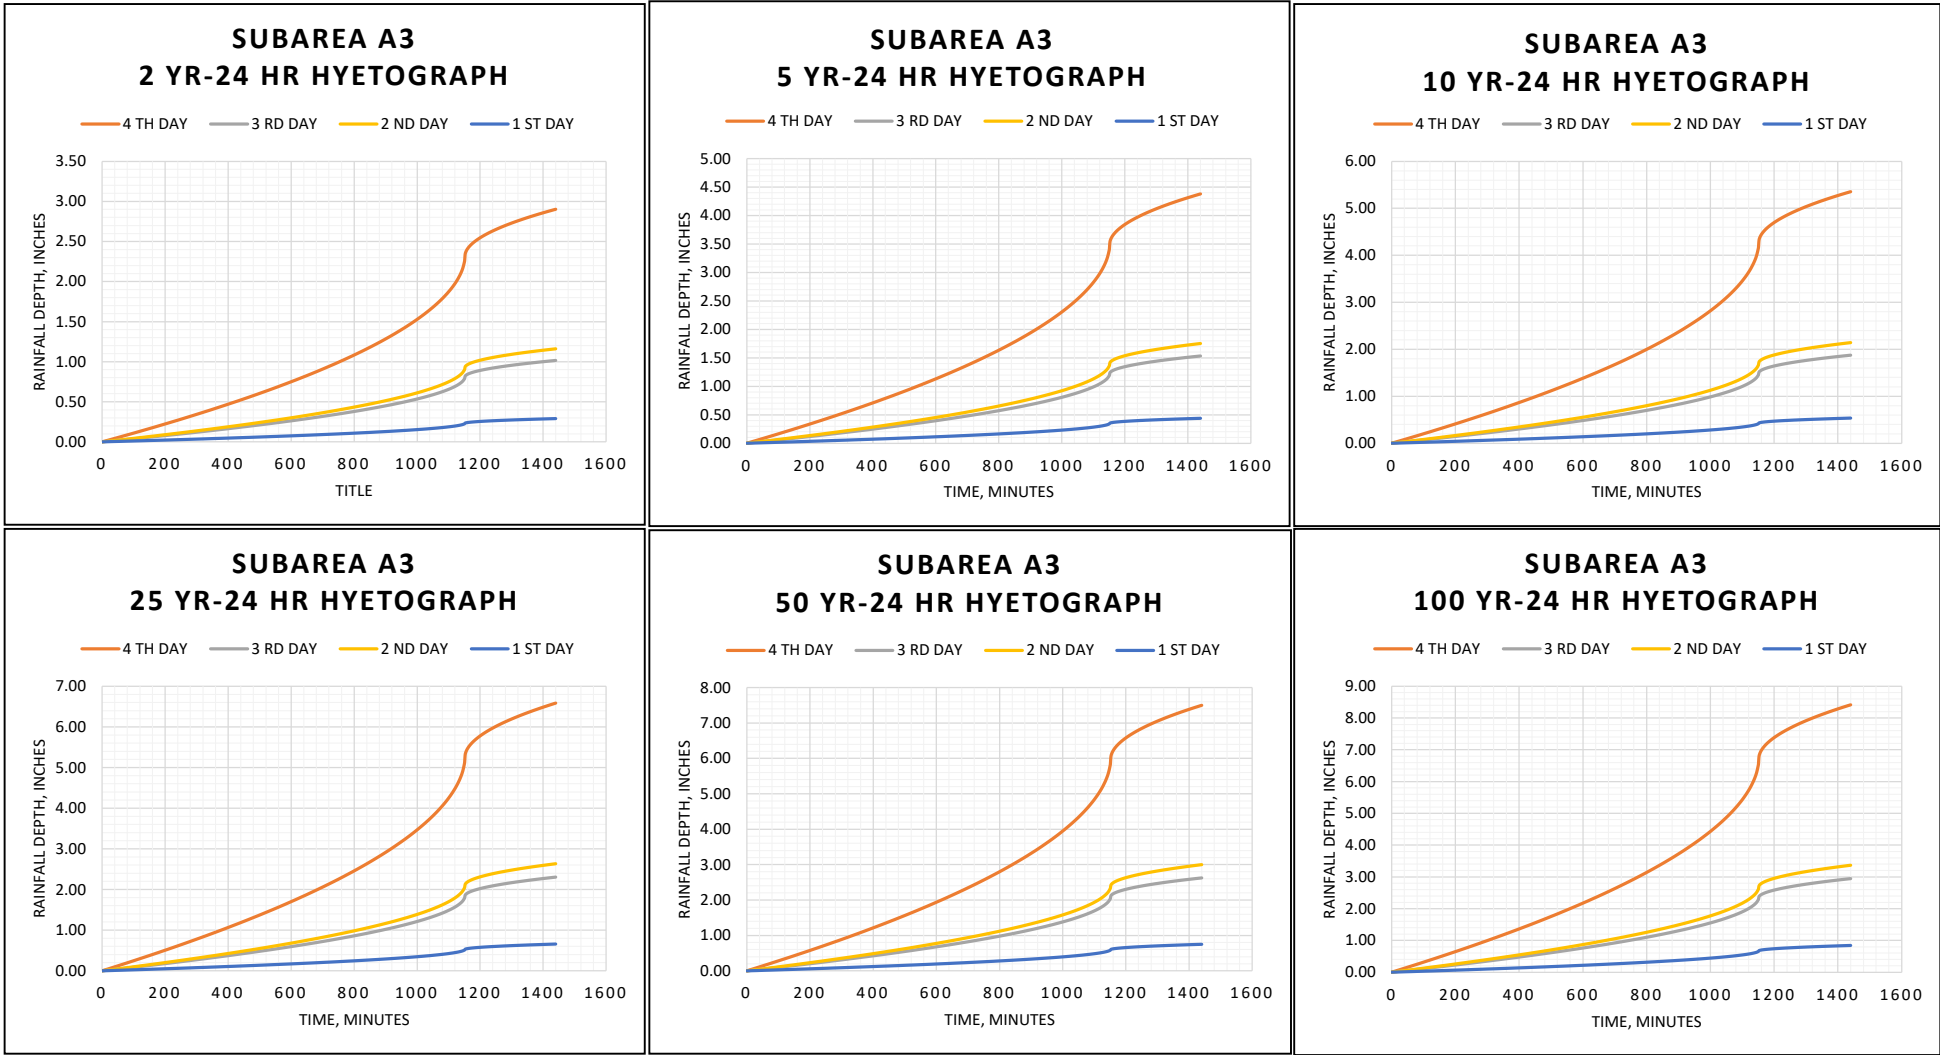 SUBAREA A3
2 YR-24 HR HYETOGRAPH
4 TH DAY 3 RD DAY 2 ND DAY 1 ST DAY
3.50
3.00
2.50
2.00
1.50
1.00
0.50
0.00
RAINFALL DEPTH, INCHES
0 200 400 600 800 1000 1200 1400 1600
TITLE
SUBAREA A3
5 YR-24 HR HYETOGRAPH
4 TH DAY 3 RD DAY 2 ND DAY 1 ST DAY
5.00
4.50
4.00
3.50
3.00
2.50
2.00
1.50
1.00
0.50
0.00
RAINFALL DEPTH, INCHES
0 200 400 600 800 1000 1200 1400 1600
TIME, MINUTES
SUBAREA A3
10 YR-24 HR HYETOGRAPH
4 TH DAY 3 RD DAY 2 ND DAY 1 ST DAY
6.00
5.00
4.00
3.00
2.00
1.00
0.00
RAINFALL DEPTH, INCHES
0 200 400 600 800 1000 1200 1400 1600
TIME, MINUTES
SUBAREA A3
25 YR-24 HR HYETOGRAPH
4 TH DAY 3 RD DAY 2 ND DAY 1 ST DAY
7.00
6.00
5.00
4.00
3.00
2.00
1.00
0.00
RAINFALL DEPTH, INCHES
0 200 400 600 800 1000 1200 1400 1600
TIME, MINUTES
SUBAREA A3
50 YR-24 HR HYETOGRAPH
4 TH DAY 3 RD DAY 2 ND DAY 1 ST DAY
8.00
7.00
6.00
5.00
4.00
3.00
2.00
1.00
0.00
RAINFALL DEPTH, INCHES
0 200 400 600 800 1000 1200 1400 1600
TIME, MINUTES
SUBAREA A3
100 YR-24 HR HYETOGRAPH
4 TH DAY 3 RD DAY 2 ND DAY 1 ST DAY
9.00
8.00
7.00
6.00
5.00
4.00
3.00
2.00
1.00
0.00
RAINFALL DEPTH, INCHES
0 200 400 600 800 1000 1200 1400 1600
TIME, MINUTES